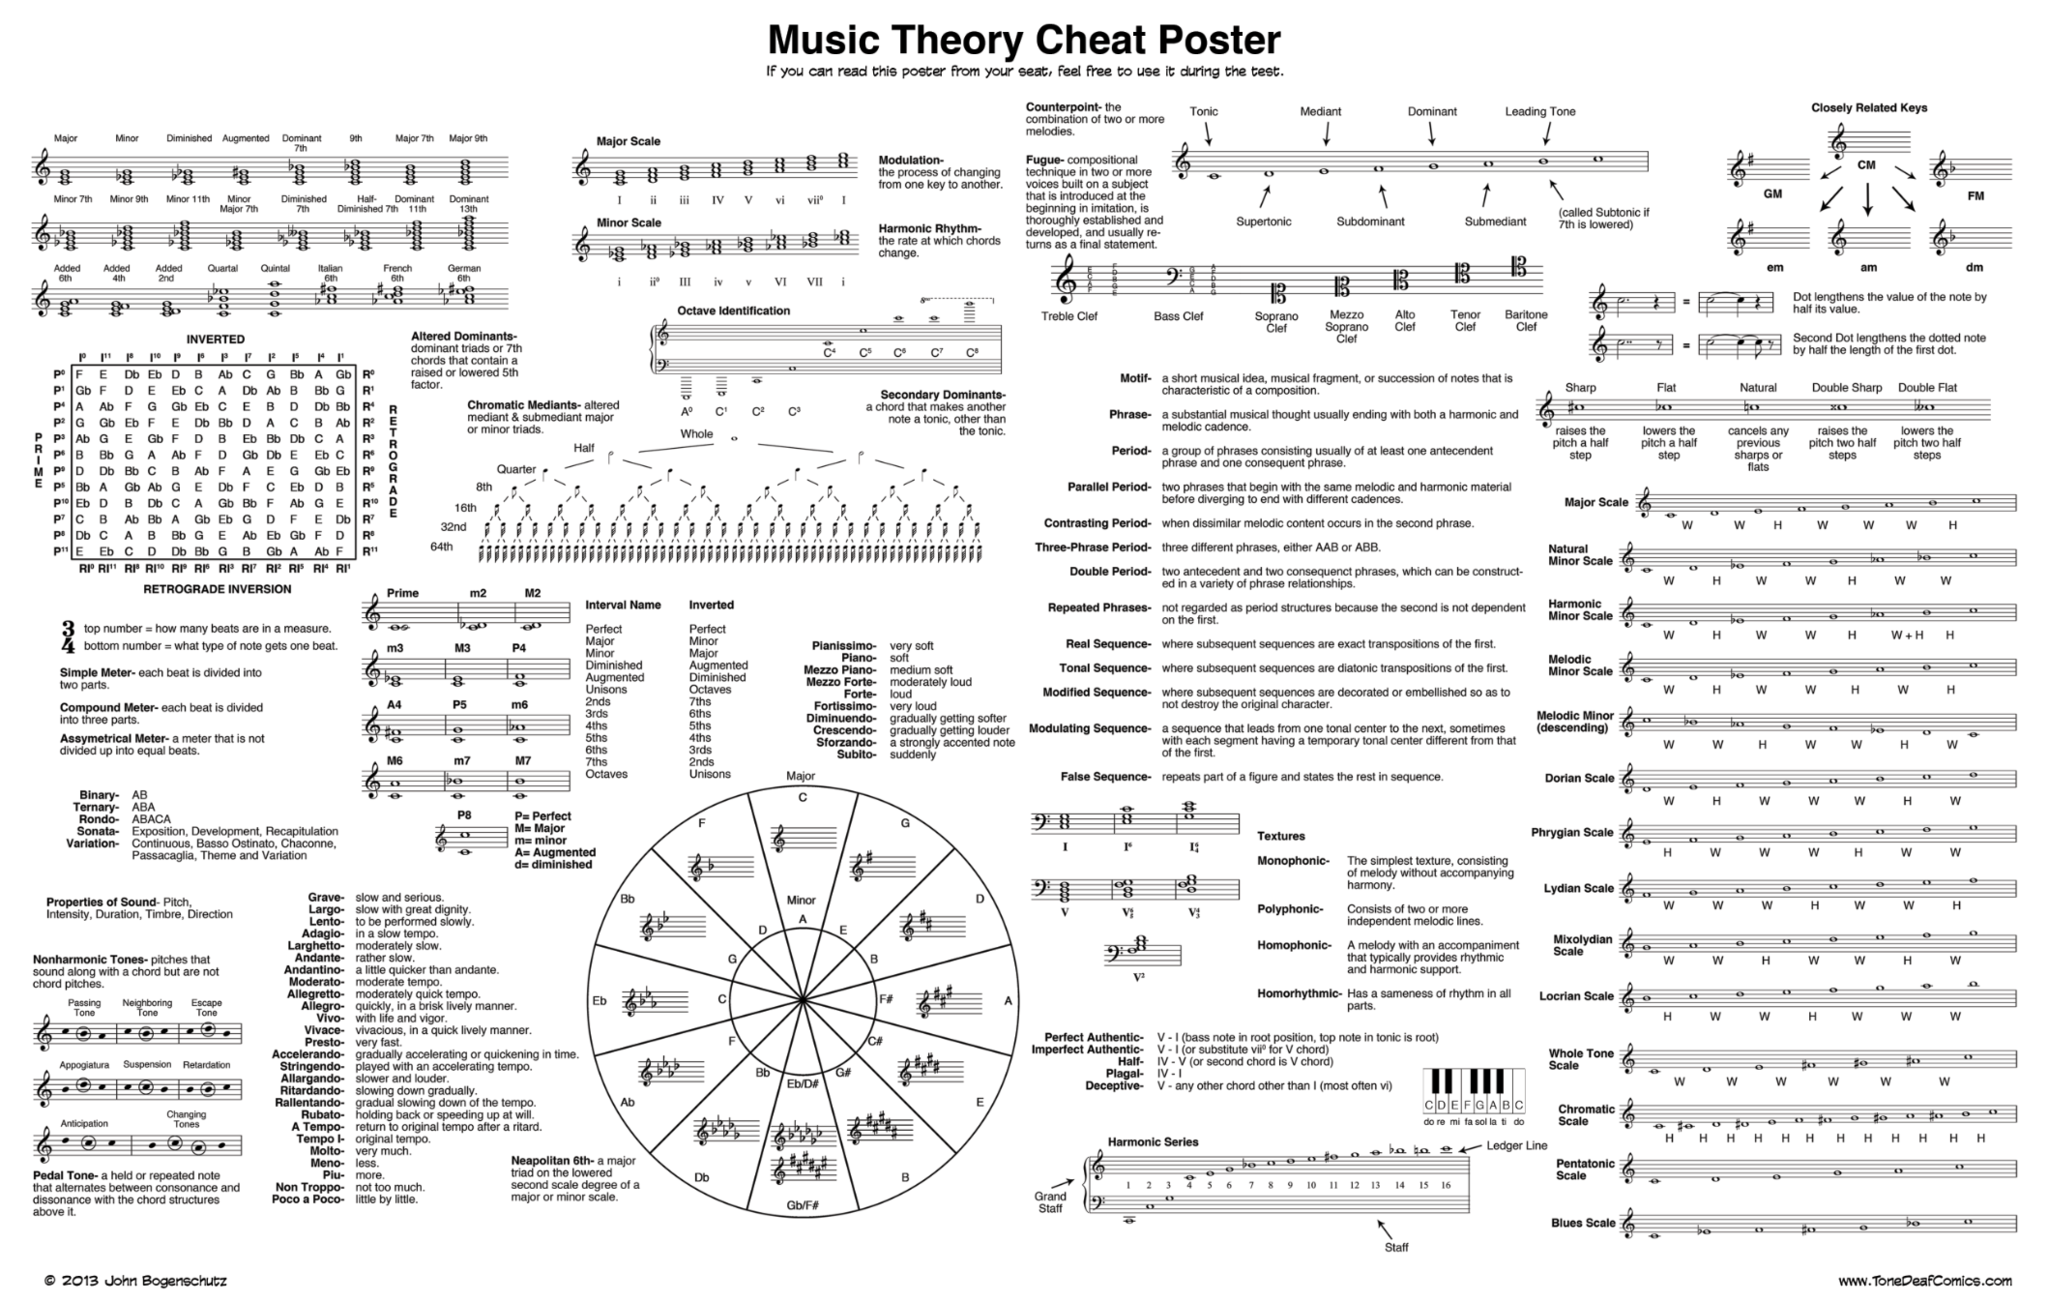 Music Theory Cheat Poster
If you can read this poster from your seat, feel free to use it during the test.
Major Minor Diminished Augmented Dominant 7th 9th Major 7th Major 9th
Minor 7th Minor 9th Minor 11th Minor Major 7th Diminished 7th Half-Diminished 7th Dominant 11th Dominant 13th
Added 6th Added 4th Added 2nd Quartal Quintal Italian 6th French 6th German 6th
INVERTED
I⁰ I¹¹ I⁸ I¹⁰ I⁹ I⁶ I³ I⁷ I² I⁵ I⁴ I¹
P⁰ F E Db Eb D B Ab C G Bb A Gb R⁰
P¹ Gb F D E Eb C A Db Ab B Bb G R¹
P⁴ A Ab F G Gb Eb C E B D Db Bb R⁴
P² G Gb Eb F E Db Bb D A C B Ab R²
P³ Ab G E Gb F D B Eb Bb Db C A R³
P⁶ B Bb G A Ab F D Gb Db E Eb C R⁶
P⁹ D Db Bb C B Ab F A E G Gb Eb R⁹
P⁵ Bb A Gb Ab G E Db F C Eb D B R⁵
P¹⁰ Eb D B Db C A Gb Bb F Ab G E R¹⁰
P⁷ C B Ab Bb A Gb Eb G D F E Db R⁷
P⁸ Db C A B Bb G E Ab Eb Gb F D R⁸
P¹¹ E Eb C D Db Bb G B Gb A Ab F R¹¹
RI⁰ RI¹¹ RI⁸ RI¹⁰ RI⁹ RI⁶ RI³ RI⁷ RI² RI⁵ RI⁴ RI¹
PRIME
RETROGRADE
RETROGRADE INVERSION
3
4
top number = how many beats are in a measure.
bottom number = what type of note gets one beat.
Simple Meter- each beat is divided into
two parts.
Compound Meter- each beat is divided
into three parts.
Assymetrical Meter- a meter that is not
divided up into equal beats.
Binary- AB
Ternary- ABA
Rondo- ABACA
Sonata- Exposition, Development, Recapitulation
Variation- Continuous, Basso Ostinato, Chaconne,
Passacaglia, Theme and Variation
Properties of Sound- Pitch,
Intensity, Duration, Timbre, Direction
Nonharmonic Tones- pitches that
sound along with a chord but are not
chord pitches.
Passing Tone Neighboring Tone Escape Tone
Appogiatura Suspension Retardation
Anticipation Changing Tones
Pedal Tone- a held or repeated note
that alternates between consonance and
dissonance with the chord structures
above it.
Major Scale
I ii iii IV V vi vii⁰ I
Minor Scale
i ii⁰ III iv v VI VII i
Modulation-
the process of changing
from one key to another.
Harmonic Rhythm-
the rate at which chords
change.
Octave Identification
8va
C⁴ C⁵ C⁶ C⁷ C⁸
A⁰ C¹ C² C³
Altered Dominants-
dominant triads or 7th
chords that contain a
raised or lowered 5th
factor.
Chromatic Mediants- altered
mediant & submediant major
or minor triads.
Secondary Dominants-
a chord that makes another
note a tonic, other than
the tonic.
Whole
Half
Quarter
8th
16th
32nd
64th
Prime m2 M2
m3 M3 P4
A4 P5 m6
M6 m7 M7
P8
P= Perfect
M= Major
m= minor
A= Augmented
d= diminished
Interval Name Inverted
Perfect Perfect
Major Minor
Minor Major
Diminished Augmented
Augmented Diminished
Unisons Octaves
2nds 7ths
3rds 6ths
4ths 5ths
5ths 4ths
6ths 3rds
7ths 2nds
Octaves Unisons
Pianissimo- very soft
Piano- soft
Mezzo Piano- medium soft
Mezzo Forte- moderately loud
Forte- loud
Fortissimo- very loud
Diminuendo- gradually getting softer
Crescendo- gradually getting louder
Sforzando- a strongly accented note
Subito- suddenly
Grave- slow and serious.
Largo- slow with great dignity.
Lento- to be performed slowly.
Adagio- in a slow tempo.
Larghetto- moderately slow.
Andante- rather slow.
Andantino- a little quicker than andante.
Moderato- moderate tempo.
Allegretto- moderately quick tempo.
Allegro- quickly, in a brisk lively manner.
Vivo- with life and vigor.
Vivace- vivacious, in a quick lively manner.
Presto- very fast.
Accelerando- gradually accelerating or quickening in time.
Stringendo- played with an accelerating tempo.
Allargando- slower and louder.
Ritardando- slowing down gradually.
Rallentando- gradual slowing down of the tempo.
Rubato- holding back or speeding up at will.
A Tempo- return to original tempo after a ritard.
Tempo I- original tempo.
Molto- very much.
Meno- less.
Piu- more.
Non Troppo- not too much.
Poco a Poco- little by little.
Neapolitan 6th- a major
triad on the lowered
second scale degree of a
major or minor scale.
Major
C
G
D
A
E
B
Gb/F#
Db
Ab
Eb
Bb
F
Minor
A
E
B
F#
C#
G#
Eb/D#
Bb
F
C
G
D
Counterpoint- the
combination of two or more
melodies.
Fugue- compositional
technique in two or more
voices built on a subject
that is introduced at the
beginning in imitation, is
thoroughly established and
developed, and usually re-
turns as a final statement.
Tonic Mediant Dominant Leading Tone
Supertonic Subdominant Submediant
(called Subtonic if
7th is lowered)
Treble Clef Bass Clef Soprano Clef Mezzo Soprano Clef Alto Clef Tenor Clef Baritone Clef
Closely Related Keys
CM
GM FM
em am dm
Dot lengthens the value of the note by
half its value.
Second Dot lengthens the dotted note
by half the length of the first dot.
= =
Motif- a short musical idea, musical fragment, or succession of notes that is
characteristic of a composition.
Phrase- a substantial musical thought usually ending with both a harmonic and
melodic cadence.
Period- a group of phrases consisting usually of at least one antecendent
phrase and one consequent phrase.
Parallel Period- two phrases that begin with the same melodic and harmonic material
before diverging to end with different cadences.
Contrasting Period- when dissimilar melodic content occurs in the second phrase.
Three-Phrase Period- three different phrases, either AAB or ABB.
Double Period- two antecedent and two consequenct phrases, which can be construct-
ed in a variety of phrase relationships.
Repeated Phrases- not regarded as period structures because the second is not dependent
on the first.
Real Sequence- where subsequent sequences are exact transpositions of the first.
Tonal Sequence- where subsequent sequences are diatonic transpositions of the first.
Modified Sequence- where subsequent sequences are decorated or embellished so as to
not destroy the original character.
Modulating Sequence- a sequence that leads from one tonal center to the next, sometimes
with each segment having a temporary tonal center different from that
of the first.
False Sequence- repeats part of a figure and states the rest in sequence.
I I⁶ I⁶₄
V V⁶₅ V⁴₃
V²
Textures
Monophonic- The simplest texture, consisting
of melody without accompanying
harmony.
Polyphonic- Consists of two or more
independent melodic lines.
Homophonic- A melody with an accompaniment
that typically provides rhythmic
and harmonic support.
Homorhythmic- Has a sameness of rhythm in all
parts.
Perfect Authentic- V - I (bass note in root position, top note in tonic is root)
Imperfect Authentic- V - I (or substitute vii⁰ for V chord)
Half- IV - V (or second chord is V chord)
Plagal- IV - I
Deceptive- V - any other chord other than I (most often vi)
C D E F G A B C
do re mi fa sol la ti do
Harmonic Series
Ledger Line
1 2 3 4 5 6 7 8 9 10 11 12 13 14 15 16
Grand
Staff
Staff
Sharp Flat Natural Double Sharp Double Flat
raises the pitch a half step
lowers the pitch a half step
cancels any previous sharps or flats
raises the pitch two half steps
lowers the pitch two half steps
Major Scale
W W H W W W H
Natural
Minor Scale
W H W W H W W
Harmonic
Minor Scale
W H W W H W + H H
Melodic
Minor Scale
W H W W H W H
Melodic Minor
(descending)
W W H W W H W
Dorian Scale
W H W W W H W
Phrygian Scale
H W W W H W W
Lydian Scale
W W W H W W H
Mixolydian
Scale
W W H W W H W
Locrian Scale
H W W H W W W
Whole Tone
Scale
W W W W W
Chromatic
Scale
H H H H H H H H H H H H
Pentatonic
Scale
Blues Scale
© 2013 John Bogenschutz
www.ToneDeafComics.com